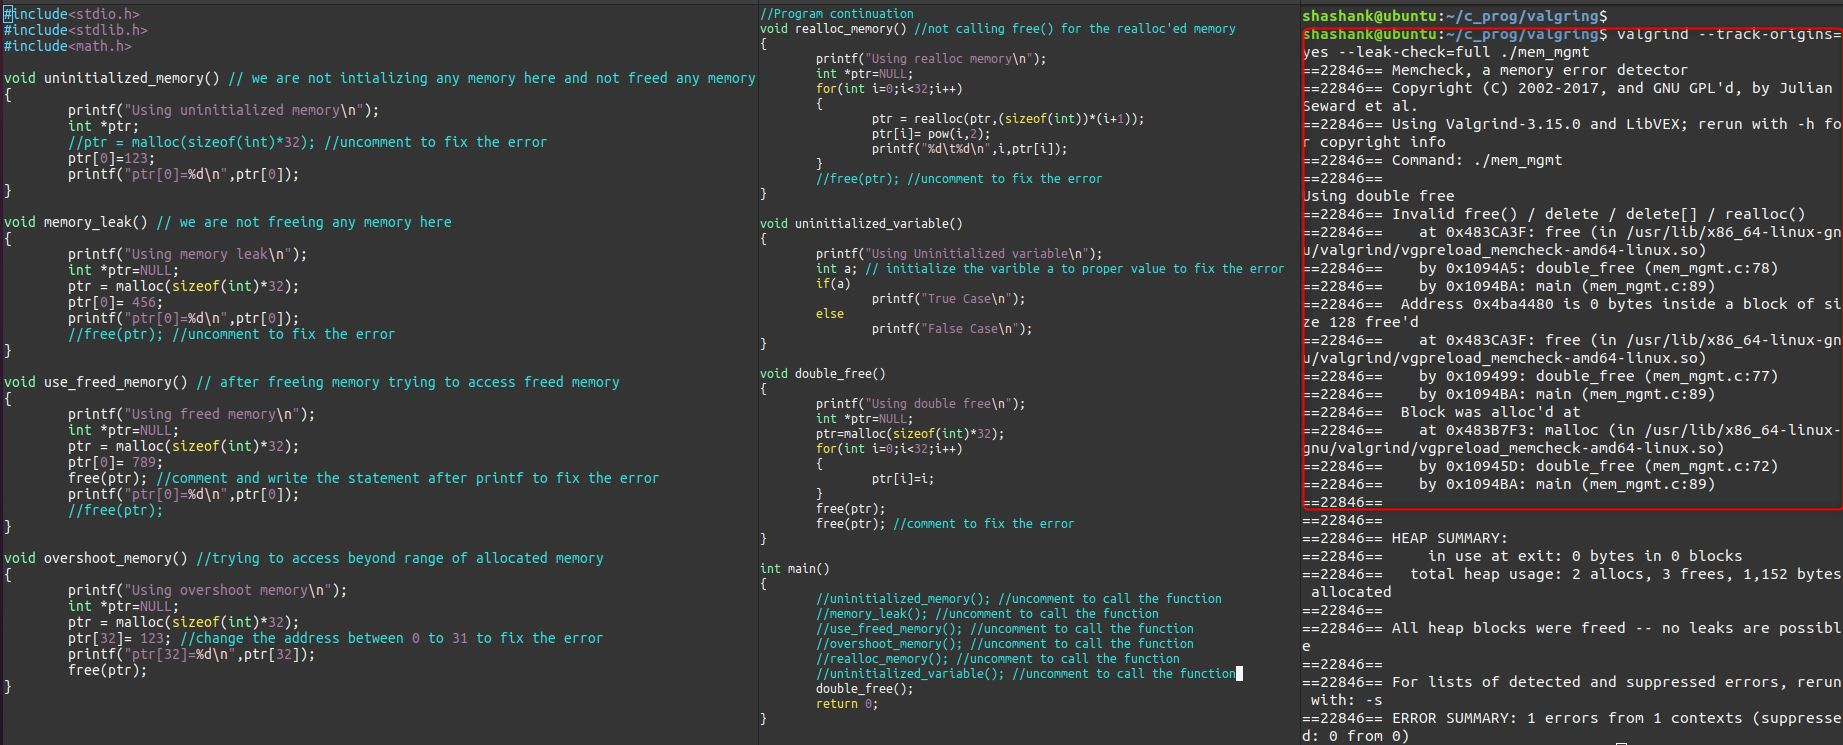 #include<stdio.h>
#include<stdlib.h>
#include<math.h>

void uninitialized_memory() // we are not intializing any memory here and not freed any memory
{
        printf("Using uninitialized memory\n");
        int *ptr;
        //ptr = malloc(sizeof(int)*32); //uncomment to fix the error
        ptr[0]=123;
        printf("ptr[0]=%d\n",ptr[0]);
}

void memory_leak() // we are not freeing any memory here
{
        printf("Using memory leak\n");
        int *ptr=NULL;
        ptr = malloc(sizeof(int)*32);
        ptr[0]= 456;
        printf("ptr[0]=%d\n",ptr[0]);
        //free(ptr); //uncomment to fix the error
}

void use_freed_memory() // after freeing memory trying to access freed memory
{
        printf("Using freed memory\n");
        int *ptr=NULL;
        ptr = malloc(sizeof(int)*32);
        ptr[0]= 789;
        free(ptr); //comment and write the statement after printf to fix the error
        printf("ptr[0]=%d\n",ptr[0]);
        //free(ptr);
}

void overshoot_memory() //trying to access beyond range of allocated memory
{
        printf("Using overshoot memory\n");
        int *ptr=NULL;
        ptr = malloc(sizeof(int)*32);
        ptr[32]= 123; //change the address between 0 to 31 to fix the error
        printf("ptr[32]=%d\n",ptr[32]);
        free(ptr);
}

//Program continuation
void realloc_memory() //not calling free() for the realloc'ed memory
{
        printf("Using realloc memory\n");
        int *ptr=NULL;
        for(int i=0;i<32;i++)
        {
                ptr = realloc(ptr,(sizeof(int))*(i+1));
                ptr[i]= pow(i,2);
                printf("%d\t%d\n",i,ptr[i]);
        }
        //free(ptr); //uncomment to fix the error
}

void uninitialized_variable()
{
        printf("Using Uninitialized variable\n");
        int a; // initialize the varible a to proper value to fix the error
        if(a)
                printf("True Case\n");
        else
                printf("False Case\n");
}

void double_free()
{
        printf("Using double free\n");
        int *ptr=NULL;
        ptr=malloc(sizeof(int)*32);
        for(int i=0;i<32;i++)
        {
                ptr[i]=i;
        }
        free(ptr);
        free(ptr); //comment to fix the error
}

int main()
{
        //uninitialized_memory(); //uncomment to call the function
        //memory_leak(); //uncomment to call the function
        //use_freed_memory(); //uncomment to call the function
        //overshoot_memory(); //uncomment to call the function
        //realloc_memory(); //uncomment to call the function
        //uninitialized_variable(); //uncomment to call the function
        double_free();
        return 0;
}

shashank@ubuntu:~/c_prog/valgring$
shashank@ubuntu:~/c_prog/valgring$ valgrind --track-origins=
yes --leak-check=full ./mem_mgmt
==22846== Memcheck, a memory error detector
==22846== Copyright (C) 2002-2017, and GNU GPL'd, by Julian
Seward et al.
==22846== Using Valgrind-3.15.0 and LibVEX; rerun with -h fo
r copyright info
==22846== Command: ./mem_mgmt
==22846==
Using double free
==22846== Invalid free() / delete / delete[] / realloc()
==22846==    at 0x483CA3F: free (in /usr/lib/x86_64-linux-gn
u/valgrind/vgpreload_memcheck-amd64-linux.so)
==22846==    by 0x1094A5: double_free (mem_mgmt.c:78)
==22846==    by 0x1094BA: main (mem_mgmt.c:89)
==22846==  Address 0x4ba4480 is 0 bytes inside a block of si
ze 128 free'd
==22846==    at 0x483CA3F: free (in /usr/lib/x86_64-linux-gn
u/valgrind/vgpreload_memcheck-amd64-linux.so)
==22846==    by 0x109499: double_free (mem_mgmt.c:77)
==22846==    by 0x1094BA: main (mem_mgmt.c:89)
==22846==  Block was alloc'd at
==22846==    at 0x483B7F3: malloc (in /usr/lib/x86_64-linux-
gnu/valgrind/vgpreload_memcheck-amd64-linux.so)
==22846==    by 0x10945D: double_free (mem_mgmt.c:72)
==22846==    by 0x1094BA: main (mem_mgmt.c:89)
==22846==
==22846==
==22846== HEAP SUMMARY:
==22846==     in use at exit: 0 bytes in 0 blocks
==22846==   total heap usage: 2 allocs, 3 frees, 1,152 bytes
 allocated
==22846==
==22846== All heap blocks were freed -- no leaks are possibl
e
==22846==
==22846== For lists of detected and suppressed errors, rerun
 with: -s
==22846== ERROR SUMMARY: 1 errors from 1 contexts (suppresse
d: 0 from 0)